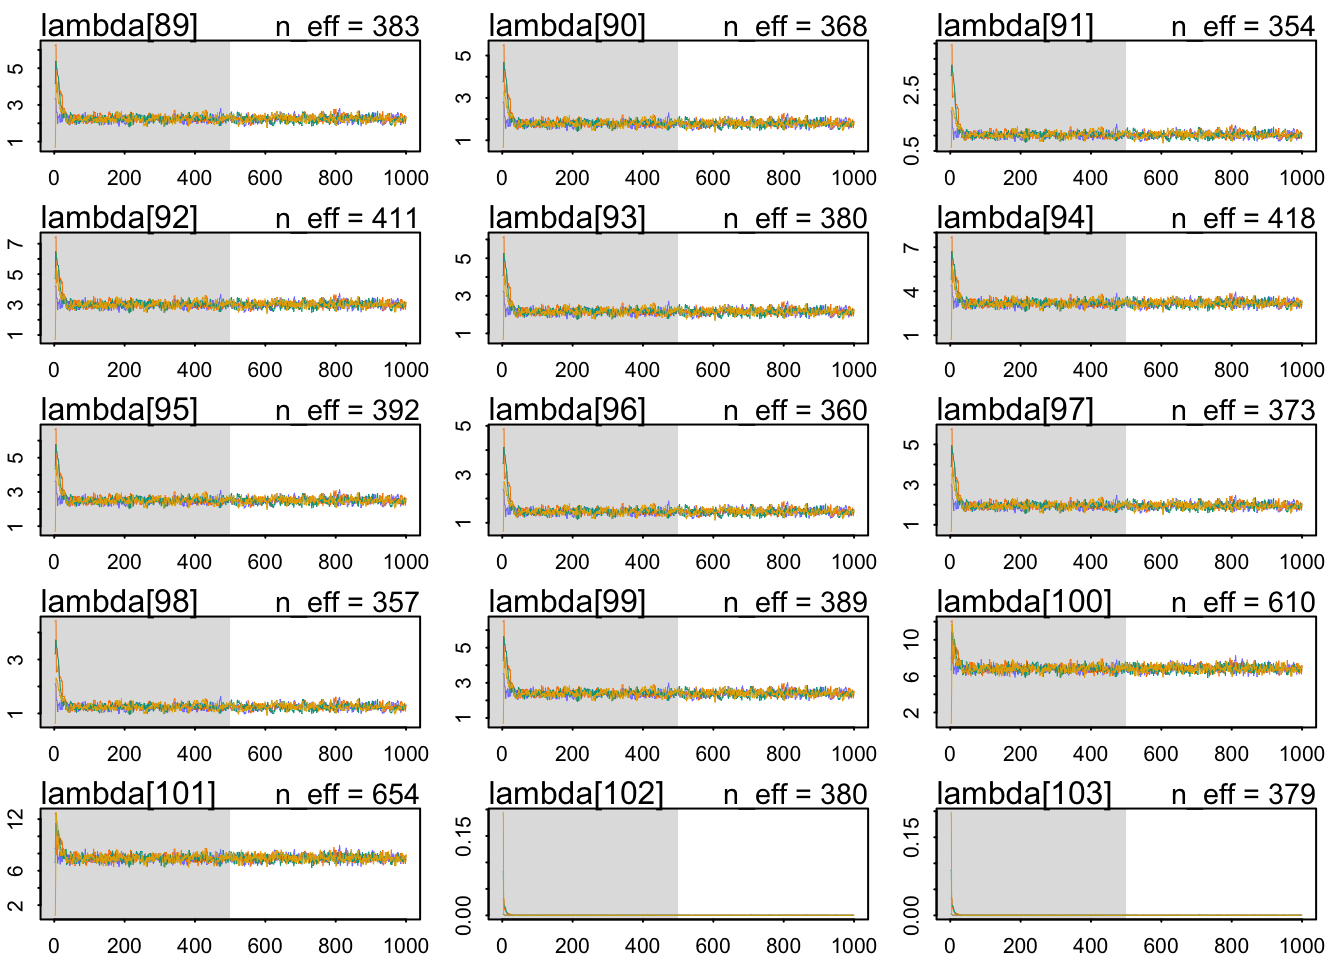 lambda[89] n_eff = 383 lambda[90] n_eff = 368 lambda[91] n_eff = 354
1 3 5
0 200 400 600 800 1000
1 3 5
0 200 400 600 800 1000
0.5 2.5
0 200 400 600 800 1000
lambda[92] n_eff = 411 lambda[93] n_eff = 380 lambda[94] n_eff = 418
1 3 5 7
0 200 400 600 800 1000
1 3 5
0 200 400 600 800 1000
1 4 7
0 200 400 600 800 1000
lambda[95] n_eff = 392 lambda[96] n_eff = 360 lambda[97] n_eff = 373
1 3 5
0 200 400 600 800 1000
1 3 5
0 200 400 600 800 1000
1 3 5
0 200 400 600 800 1000
lambda[98] n_eff = 357 lambda[99] n_eff = 389 lambda[100] n_eff = 610
1 3
0 200 400 600 800 1000
1 3 5
0 200 400 600 800 1000
2 6 10
0 200 400 600 800 1000
lambda[101] n_eff = 654 lambda[102] n_eff = 380 lambda[103] n_eff = 379
2 6 12
0 200 400 600 800 1000
0.00 0.15
0 200 400 600 800 1000
0.00 0.15
0 200 400 600 800 1000